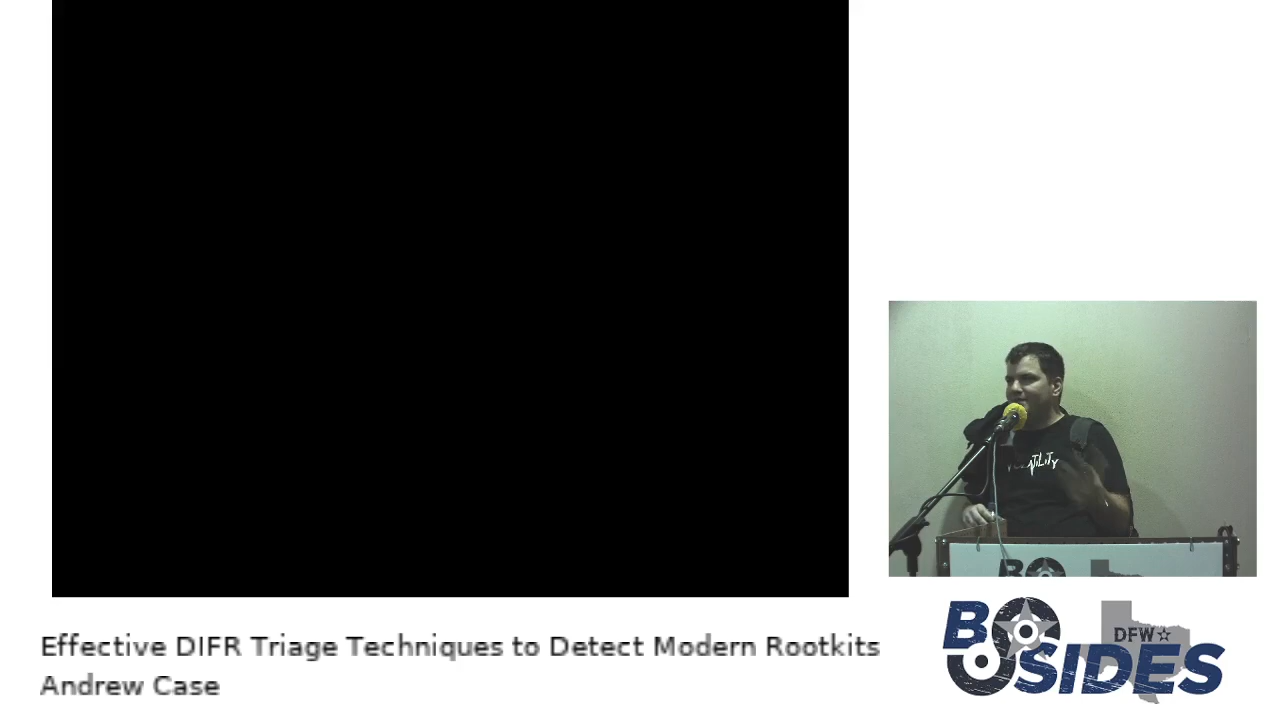 Effective DIFR Triage Techniques to Detect Modern Rootkits
Andrew Case
BSIDES
DFW